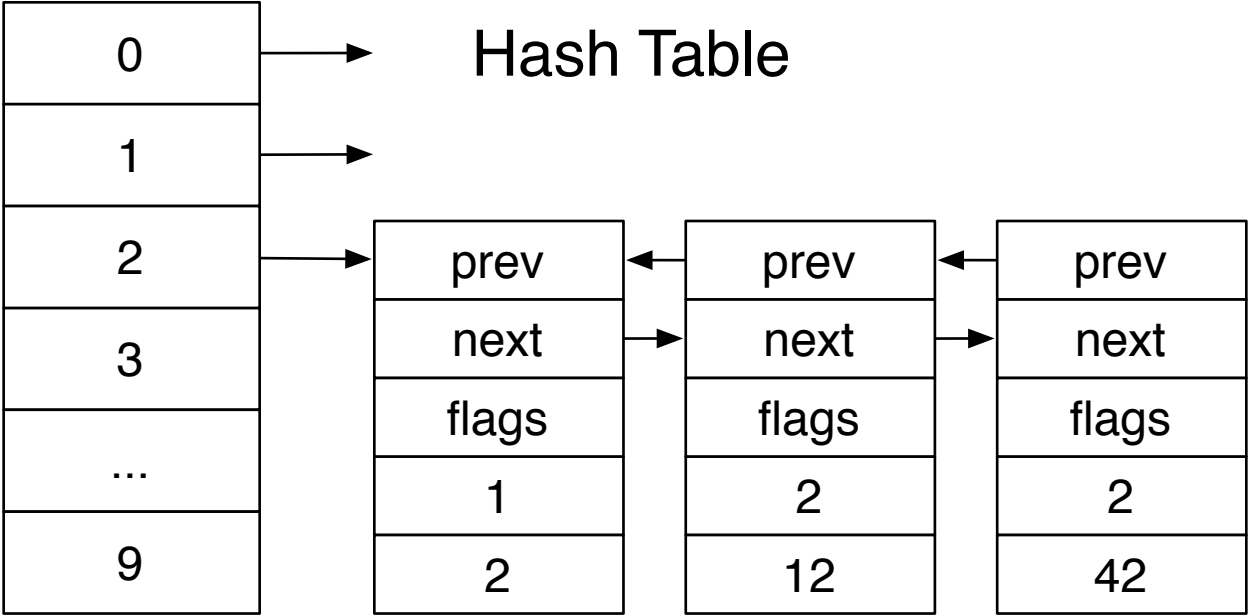 Hash Table
0
1
2
3
...
9
prev
next
flags
1
2
prev
next
flags
2
12
prev
next
flags
2
42